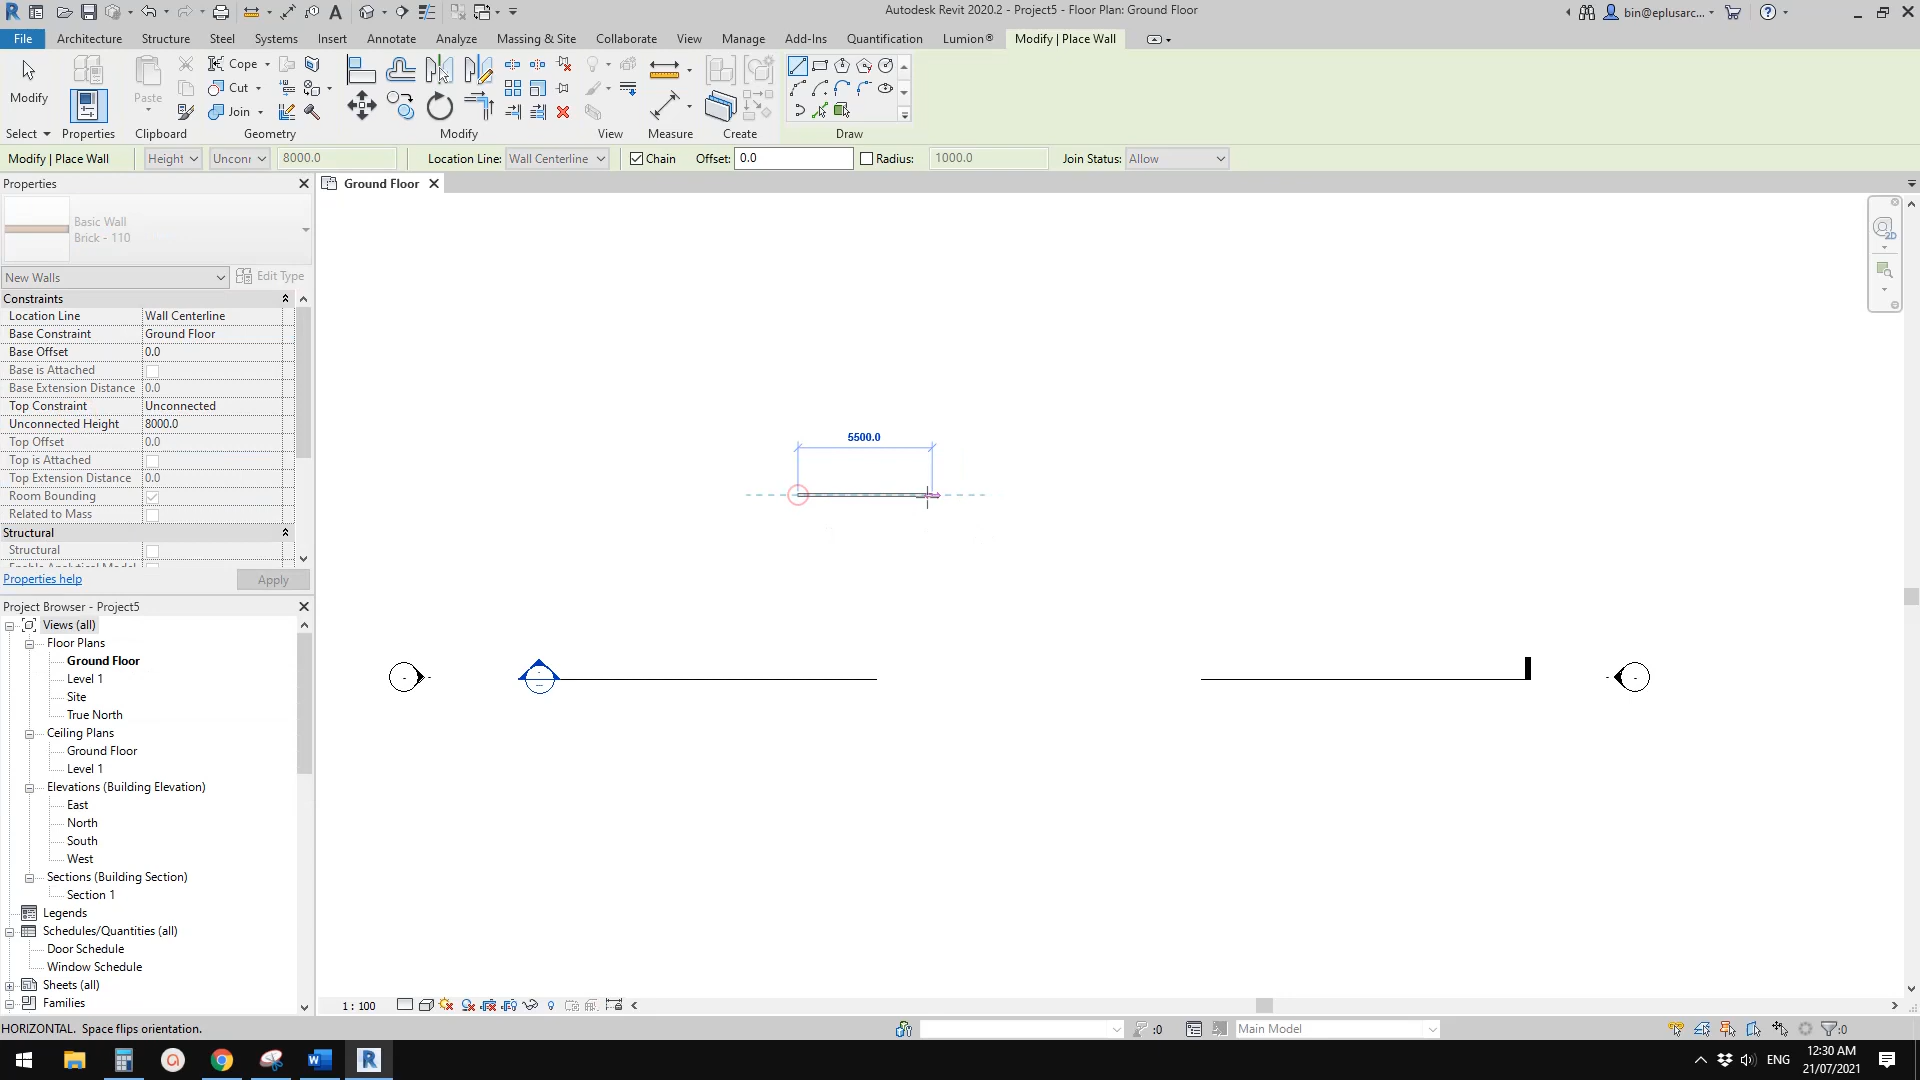 Autodesk Revit 2020.2 - Project5 - Floor Plan: Ground Floor
bin@eplusarc...
File Architecture Structure Steel Systems Insert Annotate Analyze Massing & Site Collaborate View Manage Add-Ins Quantification Lumion® Modify | Place Wall
Modify
Paste
Cope
Cut
Join
Select Properties Clipboard Geometry Modify View Measure Create Draw
Modify | Place Wall Height Uncon 8000.0 Location Line: Wall Centerline Chain Offset: 0.0 Radius: 1000.0 Join Status: Allow
Properties
Ground Floor
Basic Wall
Brick - 110
New Walls Edit Type
Constraints
Location Line Wall Centerline
Base Constraint Ground Floor
Base Offset 0.0
Base is Attached
Base Extension Distance 0.0
Top Constraint Unconnected
Unconnected Height 8000.0
Top Offset 0.0
Top is Attached
Top Extension Distance 0.0
Room Bounding
Related to Mass
Structural
Structural
Properties help Apply
5500.0
2D
Project Browser - Project5
Views (all)
Floor Plans
Ground Floor
Level 1
Site
True North
Ceiling Plans
Ground Floor
Level 1
Elevations (Building Elevation)
East
North
South
West
Sections (Building Section)
Section 1
Legends
Schedules/Quantities (all)
Door Schedule
Window Schedule
Sheets (all)
Families
1 : 100
HORIZONTAL. Space flips orientation.
:0
Main Model
:0
ENG
12:30 AM
21/07/2021